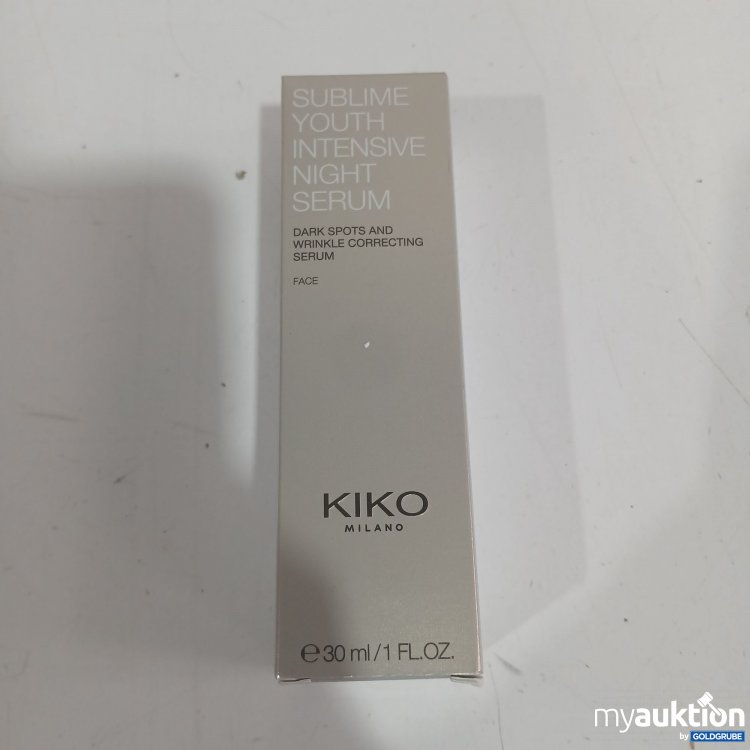 SUBLIME
YOUTH
INTENSIVE
NIGHT
SERUM
DARK SPOTS AND
WRINKLE CORRECTING
SERUM
FACE
KIKO
MILANO
℮30 ml/1 FL.OZ.
myauktion
by GOLDGRUBE